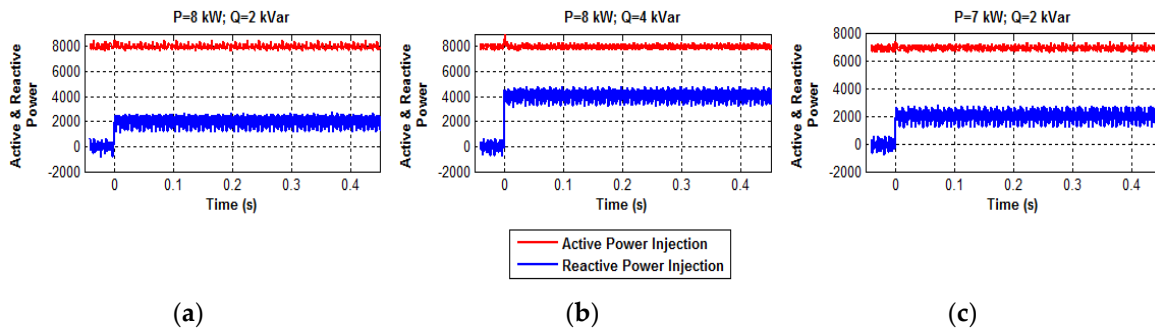 P=8 kW; Q=2 kVar
Active & Reactive
Power
8000
6000
4000
2000
0
-2000
0
0.1
0.2
0.3
0.4
Time (s)
(a)
P=8 kW; Q=4 kVar
Active & Reactive
Power
8000
6000
4000
2000
0
-2000
0
0.1
0.2
0.3
0.4
Time (s)
Active Power Injection
Reactive Power Injection
(b)
P=7 kW; Q=2 kVar
Active & Reactive
Power
8000
6000
4000
2000
0
-2000
0
0.1
0.2
0.3
0.4
Time (s)
(c)